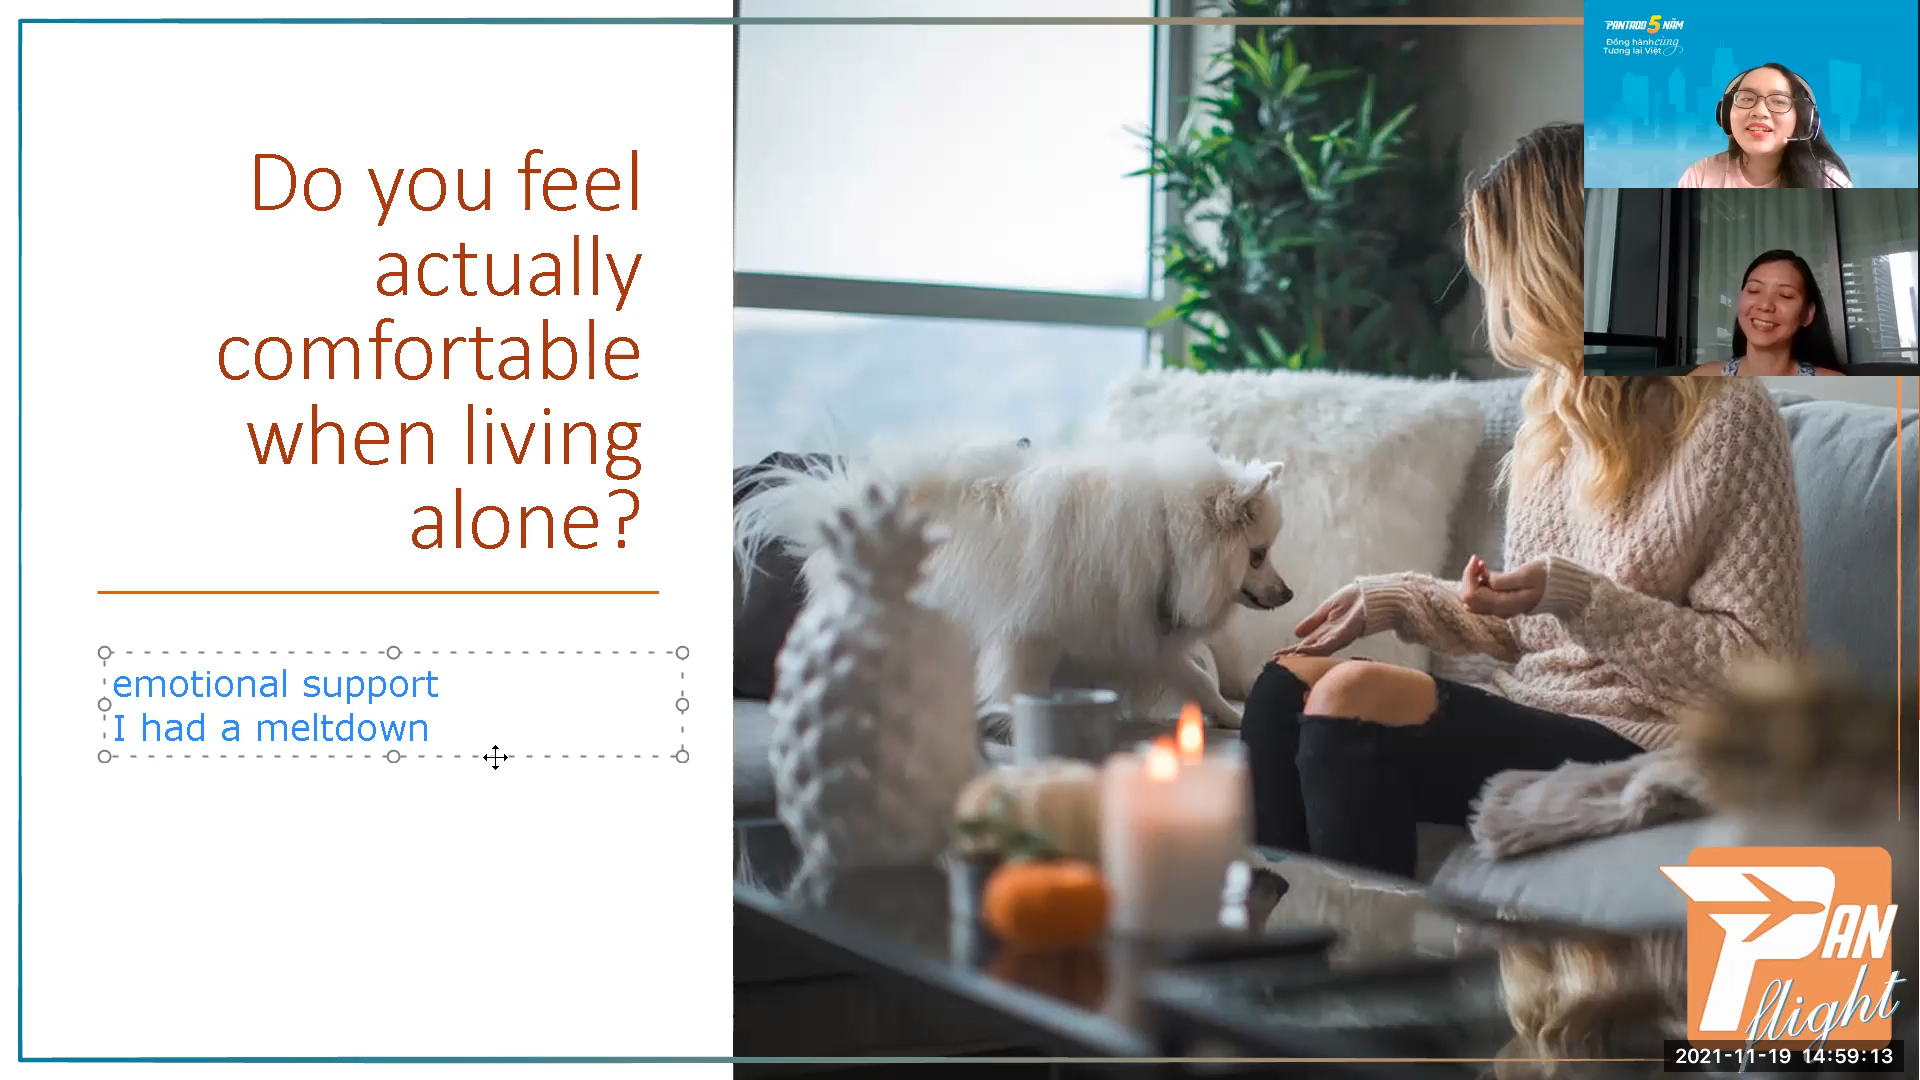 Do you feel
actually
comfortable
when living
alone?
emotional support
I had a meltdown
PANTADO 5 NĂM
Đồng hành cùng
Tương lai Việt
PAN
flight
2021-11-19 14:59:13